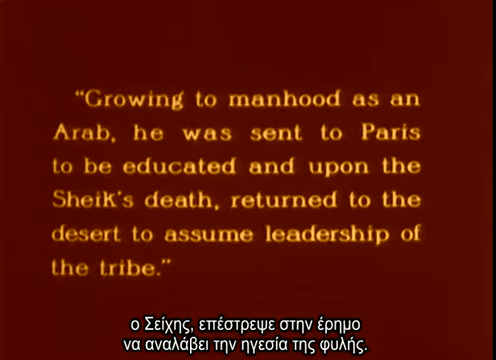 “Growing to manhood as an
Arab, he was sent to Paris
to be educated and upon the
Sheik’s death, returned to the
desert to assume leadership of
the tribe.”
ο Σεΐχης, επέστρεψε στην έρημο
να αναλάβει την ηγεσία της φυλής.